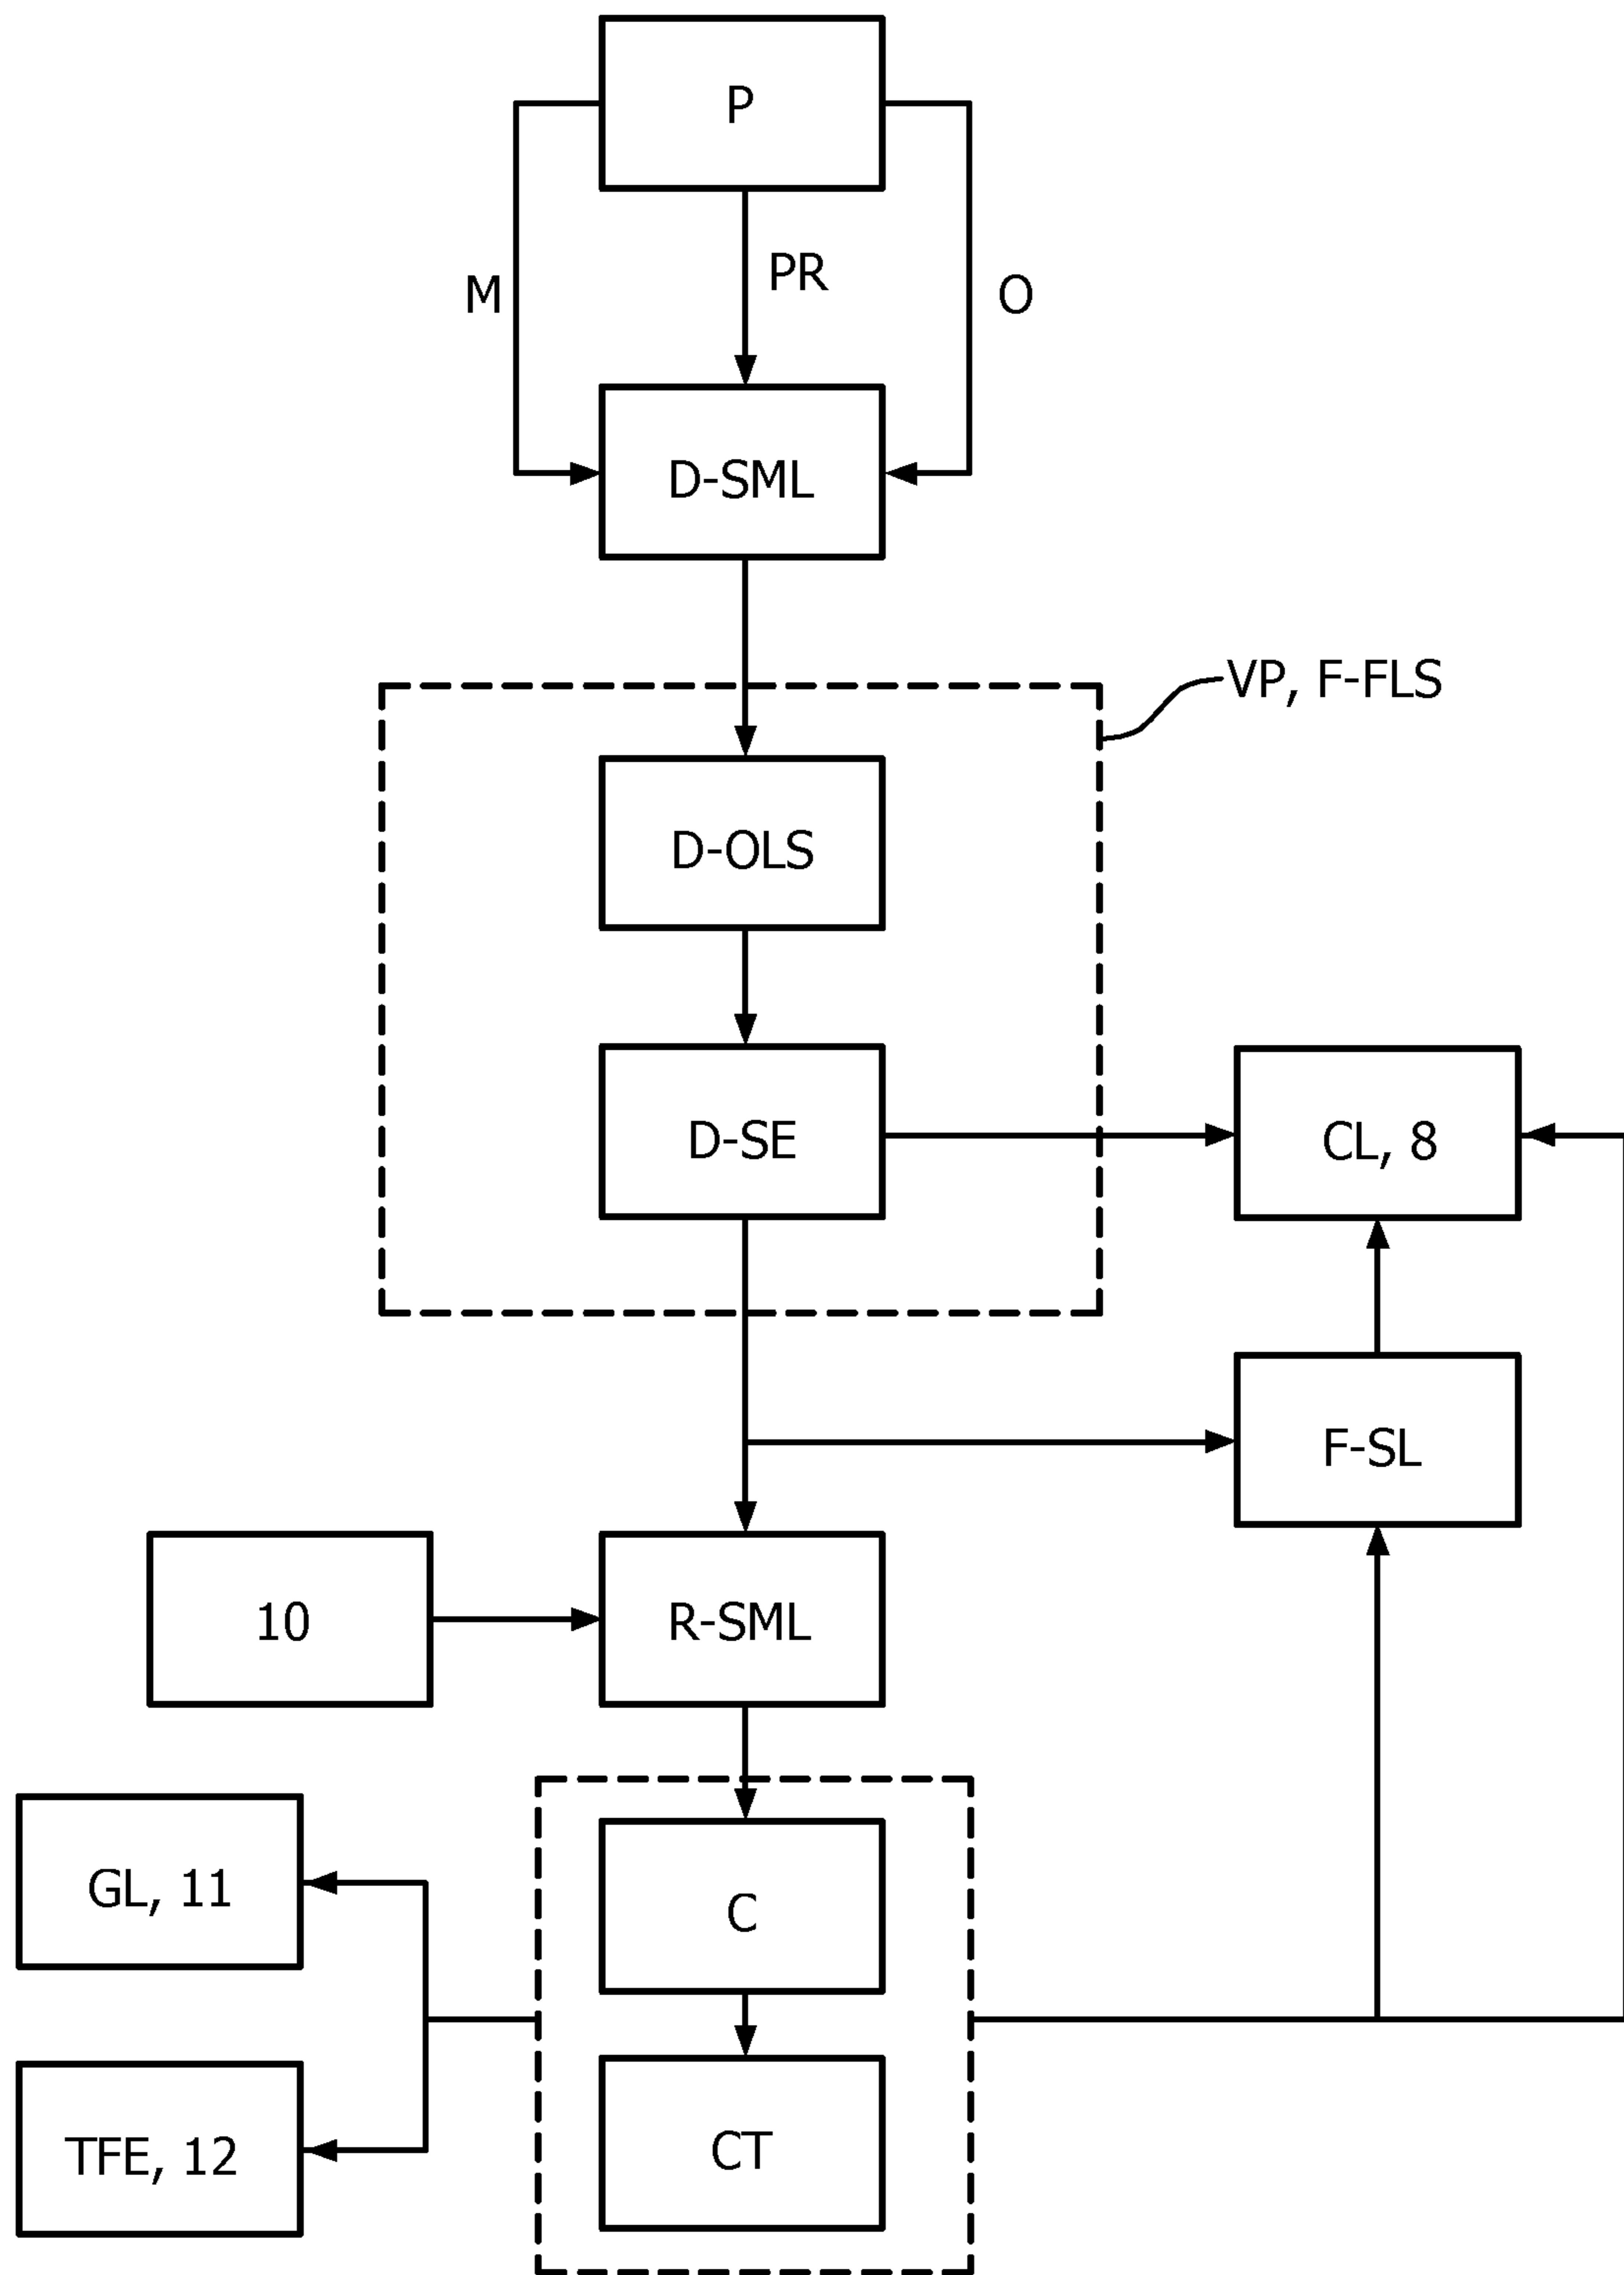 P
M
PR
O
D-SML
VP, F-FLS
D-OLS
D-SE
CL, 8
F-SL
10
R-SML
GL, 11
C
TFE, 12
CT